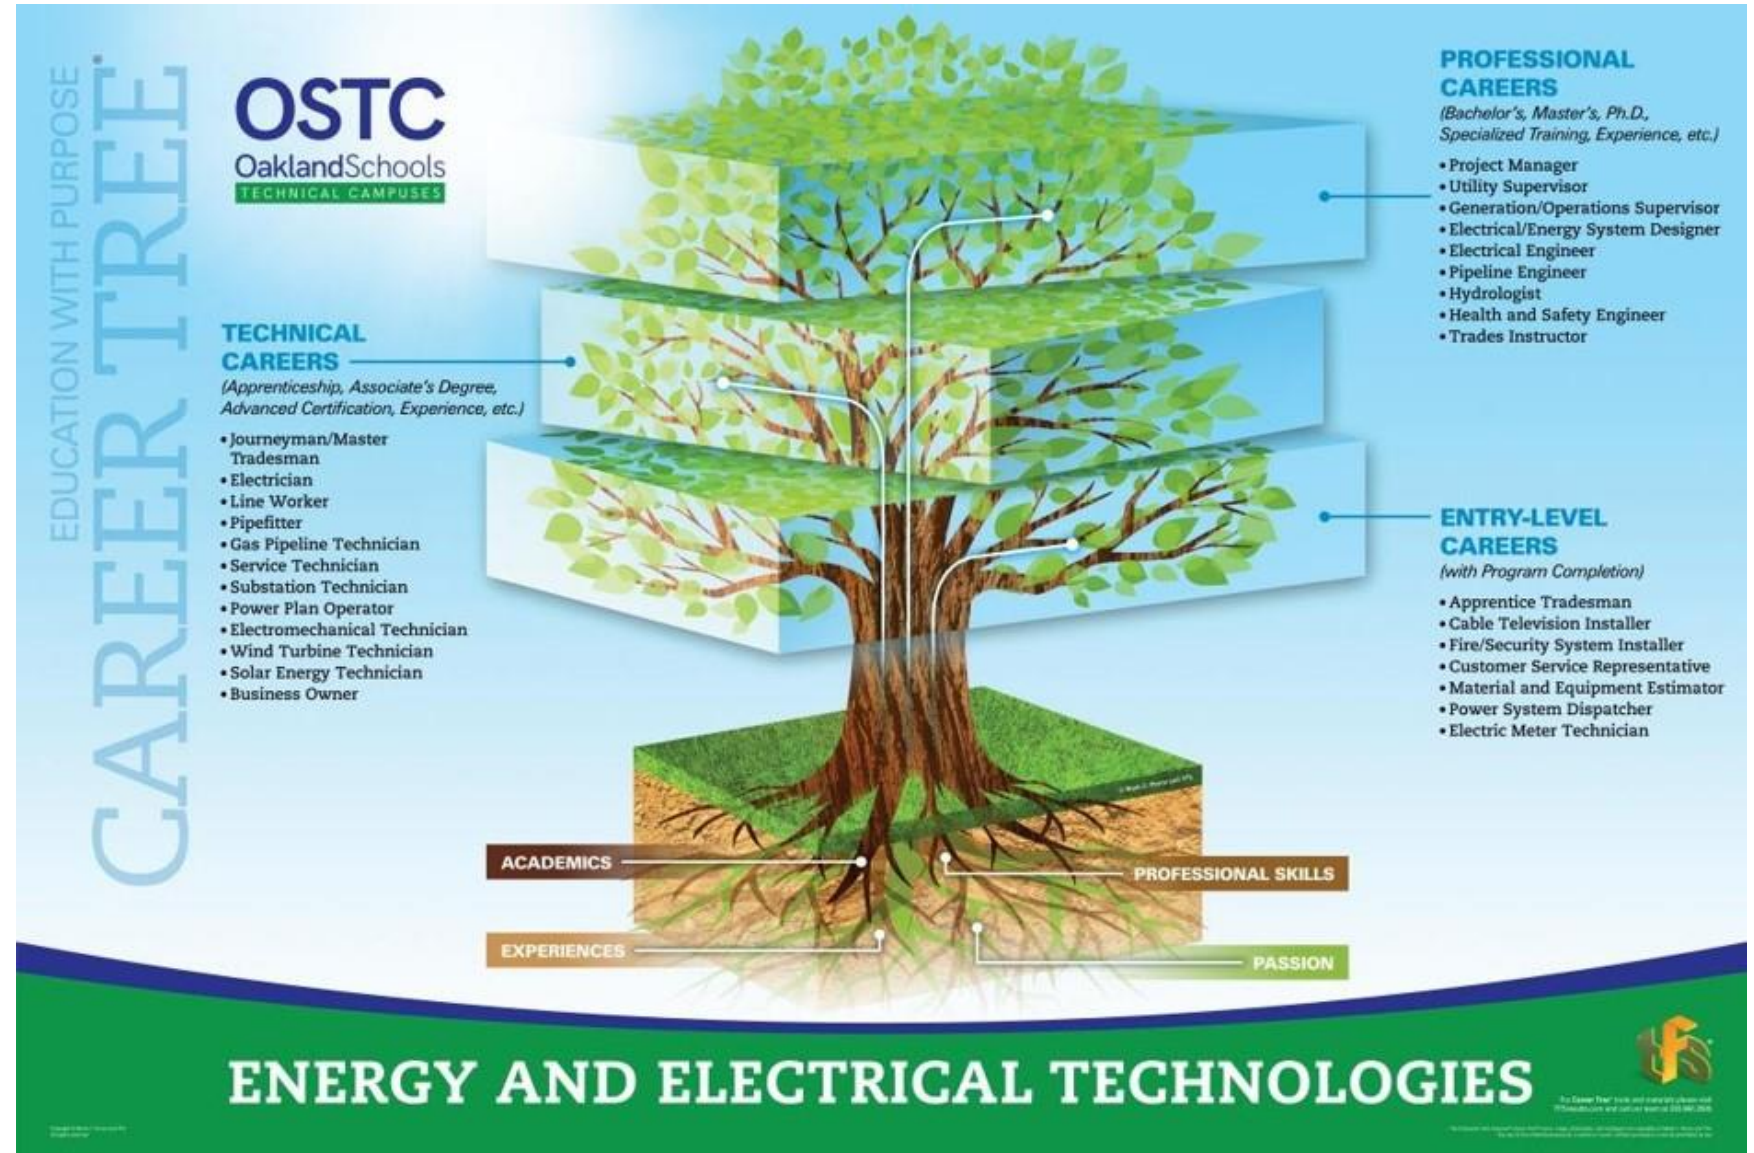 EDUCATION WITH PURPOSE
CAREER TREE
OSTC
OaklandSchools
TECHNICAL CAMPUSES
TECHNICAL
CAREERS
(Apprenticeship, Associate's Degree,
Advanced Certification, Experience, etc.)
• Journeyman/Master
Tradesman
• Electrician
• Line Worker
• Pipefitter
• Gas Pipeline Technician
• Service Technician
• Substation Technician
• Power Plan Operator
• Electromechanical Technician
• Wind Turbine Technician
• Solar Energy Technician
• Business Owner
PROFESSIONAL
CAREERS
(Bachelor's, Master's, Ph.D.,
Specialized Training, Experience, etc.)
• Project Manager
• Utility Supervisor
• Generation/Operations Supervisor
• Electrical/Energy System Designer
• Electrical Engineer
• Pipeline Engineer
• Hydrologist
• Health and Safety Engineer
• Trades Instructor
ENTRY-LEVEL
CAREERS
(with Program Completion)
• Apprentice Tradesman
• Cable Television Installer
• Fire/Security System Installer
• Customer Service Representative
• Material and Equipment Estimator
• Power System Dispatcher
• Electric Meter Technician
ACADEMICS
PROFESSIONAL SKILLS
EXPERIENCES
PASSION
ENERGY AND ELECTRICAL TECHNOLOGIES